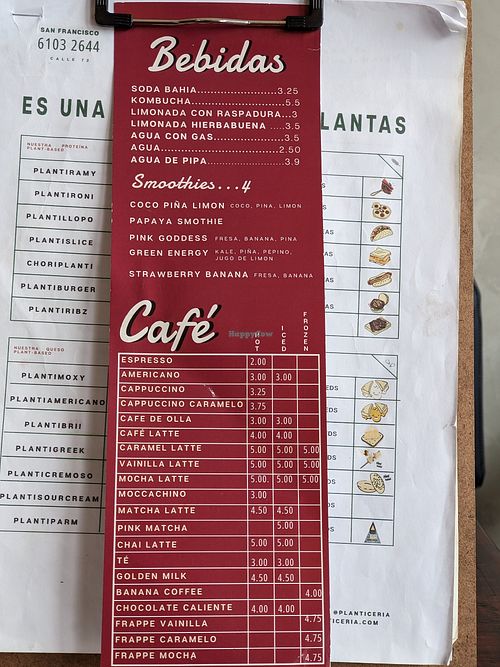 SAN FRANCISCO
6103 2644
CALLE 73
ES UNA
LANTAS
NUESTRA PROTEÍNA
PLANT-BASED
PLANTIRAMY
PLANTIRONI
PLANTILLOPO
PLANTISLICE
CHORIPLANTI
PLANTIBURGER
PLANTIRIBZ
NUESTRA QUESO
PLANT-BASED
PLANTIMOXY
PLANTIAMERICANO
PLANTIBRII
PLANTIGREEK
PLANTICREMOSO
PLANTISOURCREAM
PLANTIPARM
Bebidas
SODA BAHIA........................3.25
KOMBUCHA..........................5.5
LIMONADA CON RASPADURA...3
LIMONADA HIERBABUENA .....3.5
AGUA CON GAS....................3.5
AGUA.................................2.50
AGUA DE PIPA......................3.9
Smoothies...4
COCO PIÑA LIMON COCO, PINA, LIMON
PAPAYA SMOTHIE
PINK GODDESS FRESA, BANANA, PINA
GREEN ENERGY KALE, PIÑA, PEPINO,
JUGO DE LIMON
STRAWBERRY BANANA FRESA, BANANA
Café
HappyCow
HOT ICED FROZEN
ESPRESSO 2.00
AMERICANO 3.00 3.00
CAPPUCCINO 3.25
CAPPUCCINO CARAMELO 3.75
CAFE DE OLLA 3.00 3.00
CAFÉ LATTE 4.00 4.00
CARAMEL LATTE 5.00 5.00 5.00
VAINILLA LATTE 5.00 5.00 5.00
MOCHA LATTE 5.00. 5.00 5.00
MOCCACHINO 3.00
MATCHA LATTE 4.50 4.50
PINK MATCHA 5.00
CHAI LATTE 5.00 5.00
TÉ 3.00 3.00
GOLDEN MILK 4.50 4.50
BANANA COFFEE 4.00
CHOCOLATE CALIENTE 4.00 4.00
FRAPPE VAINILLA 4.75
FRAPPE CARAMELO 4.75
FRAPPE MOCHA 4.75
@PLANTICERIA
TICERIA.COM